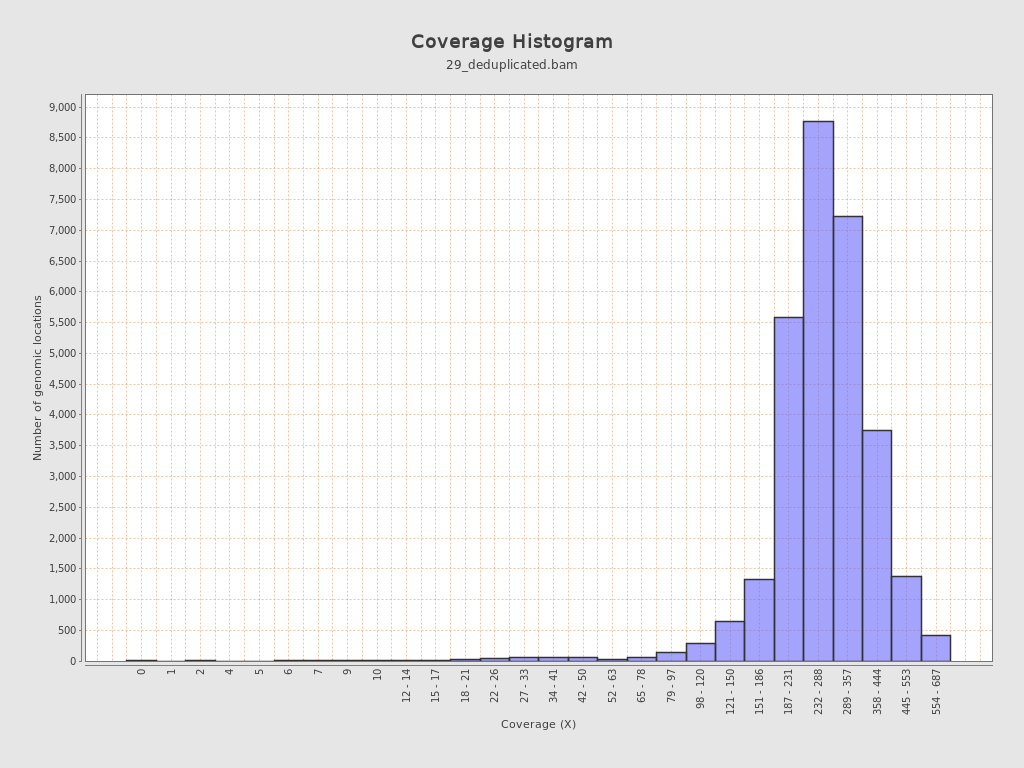 Coverage Histogram
29_deduplicated.bam
Number of genomic locations
9,000
8,500
8,000
7,500
7,000
6,500
6,000
5,500
5,000
4,500
4,000
3,500
3,000
2,500
2,000
1,500
1,000
500
0
0
1
2
4
5
6
7
9
10
12 - 14
15 - 17
18 - 21
22 - 26
27 - 33
34 - 41
42 - 50
52 - 63
65 - 78
79 - 97
98 - 120
121 - 150
151 - 186
187 - 231
232 - 288
289 - 357
358 - 444
445 - 553
554 - 687
Coverage (X)